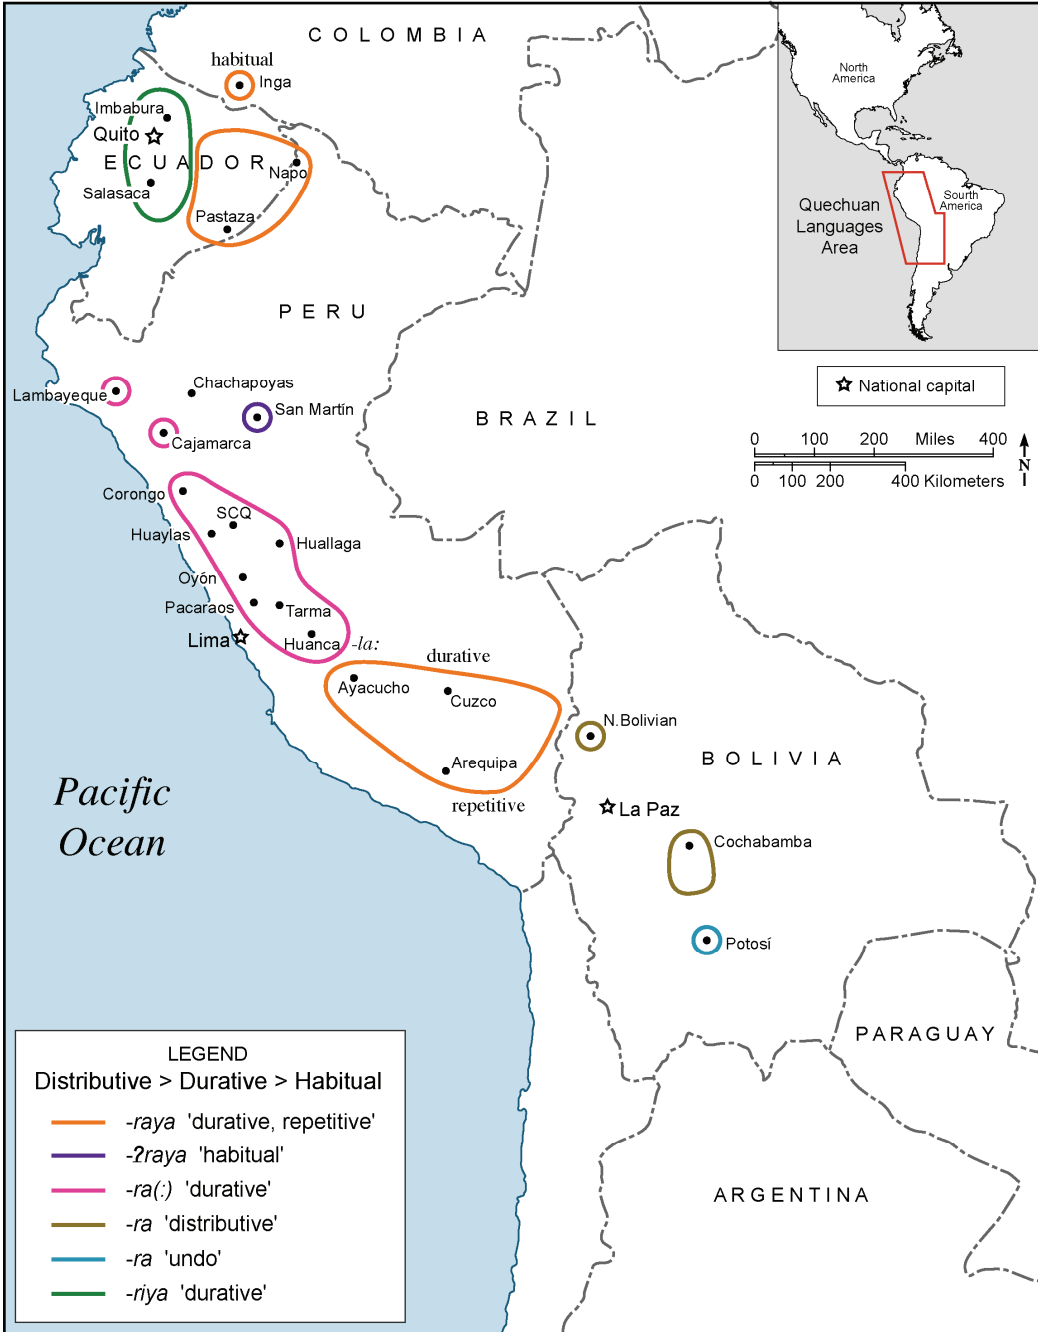 COLOMBIA
habitual
Inga
Imbabura
Quito
ECUADOR
Napo
Salasaca
Pastaza
North
America
Sourth
America
Quechuan
Languages
Area
PERU
National capital
Chachapoyas
Lambayeque
San Martín
Cajamarca
BRAZIL
0 100 200 Miles 400
0 100 200 400 Kilometers
N
Corongo
SCQ
Huaylas
Huallaga
Oyón
Pacaraos
Tarma
Lima
Huanca
-la:
durative
Ayacucho
Cuzco
N.Bolivian
Arequipa
BOLIVIA
repetitive
La Paz
Pacific
Ocean
Cochabamba
Potosí
PARAGUAY
ARGENTINA
LEGEND
Distributive > Durative > Habitual
-raya 'durative, repetitive'
-ʔraya 'habitual'
-ra(:) 'durative'
-ra 'distributive'
-ra 'undo'
-riya 'durative'